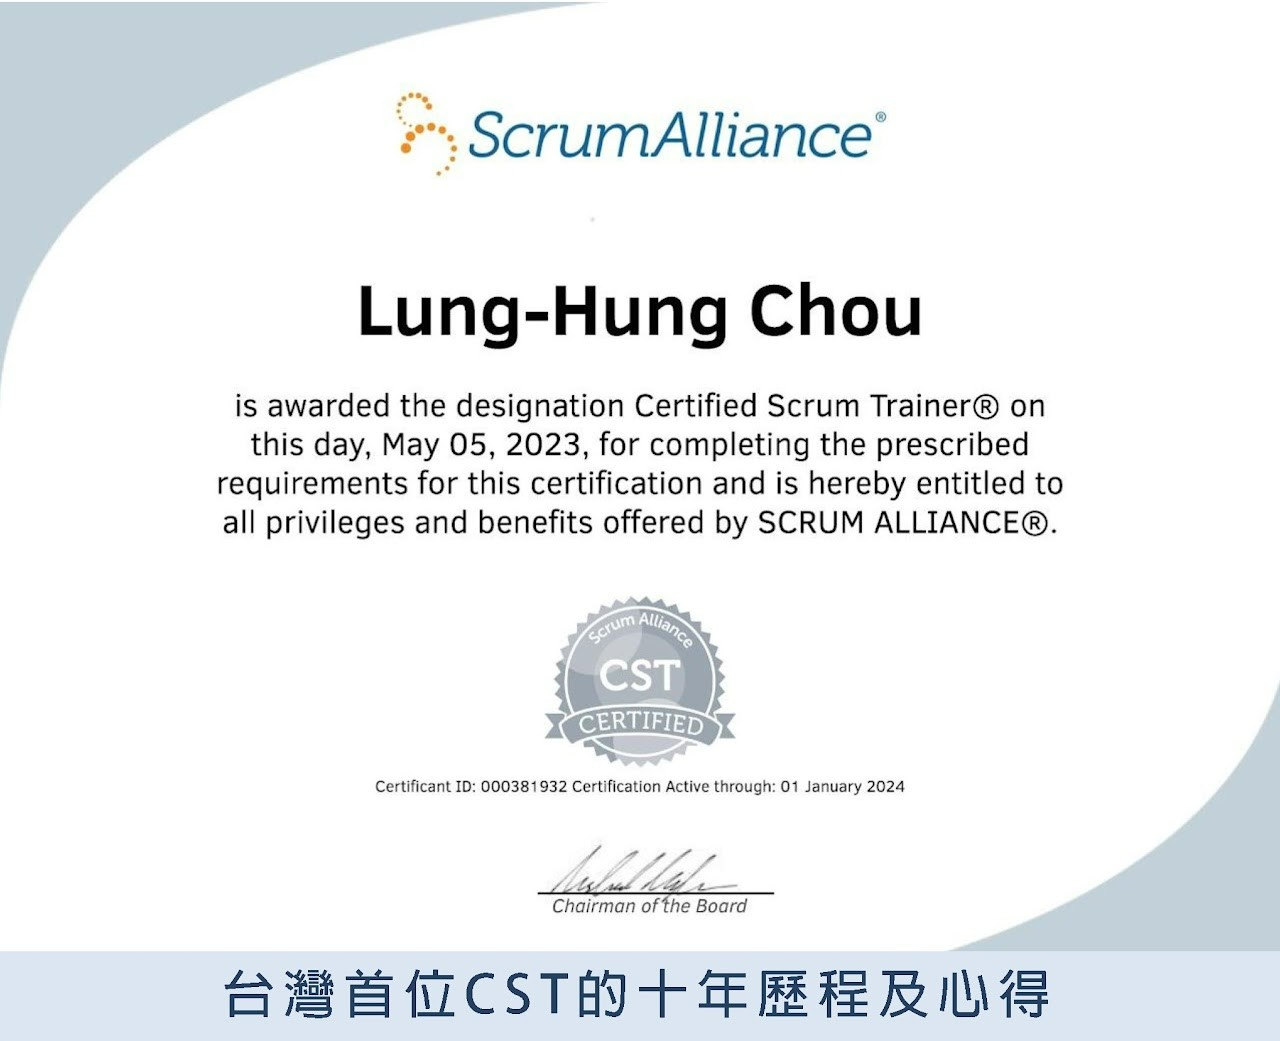 ScrumAlliance®
Lung-Hung Chou
is awarded the designation Certified Scrum Trainer® on
this day, May 05, 2023, for completing the prescribed
requirements for this certification and is hereby entitled to
all privileges and benefits offered by SCRUM ALLIANCE®.
Scrum Alliance
CST
CERTIFIED
Certificant ID: 000381932 Certification Active through: 01 January 2024
Chairman of the Board
台灣首位CST的十年歷程及心得